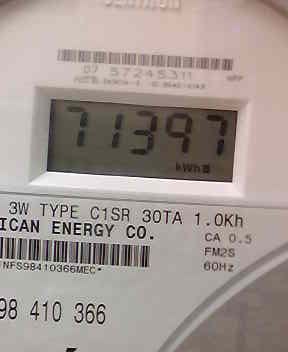 07 57245311
71397
kWh
3W TYPE C1SR 30TA 1.0Kh
ICAN ENERGY CO.
CA 0.5
FM2S
60Hz
NFS98410366MEC*
98 410 366